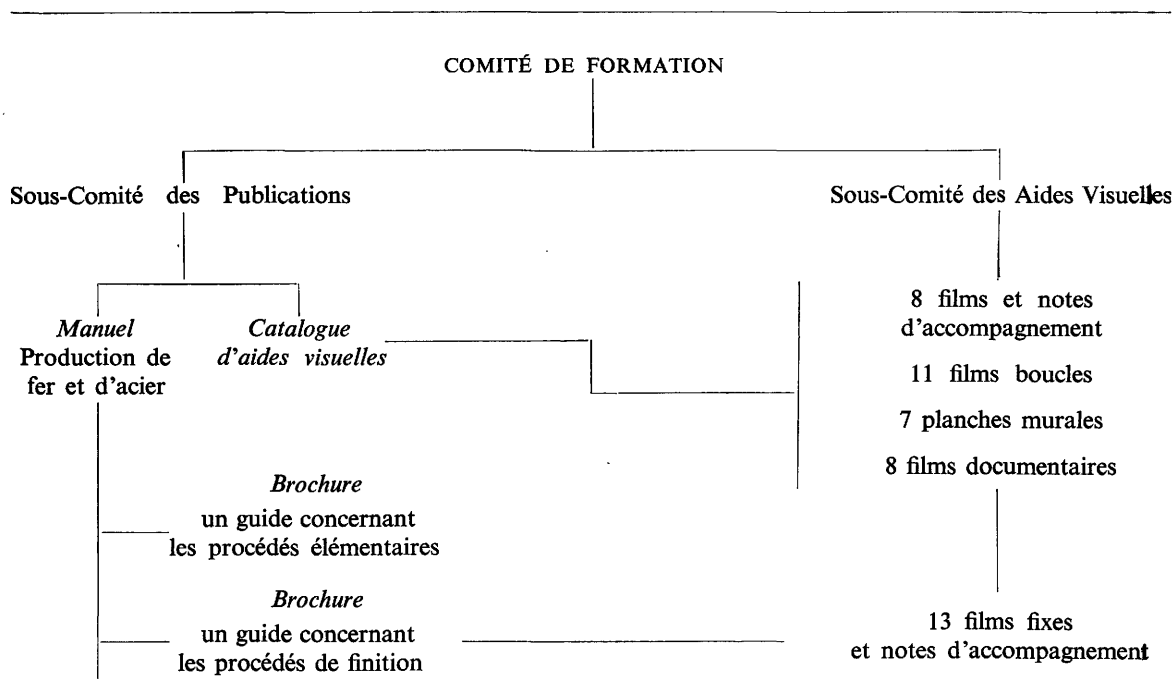 COMITÉ DE FORMATION
Sous-Comité des Publications
Sous-Comité des Aides Visuelles
Manuel
Production de
fer et d'acier
Catalogue
d'aides visuelles
8 films et notes
d'accompagnement
11 films boucles
7 planches murales
8 films documentaires
Brochure
un guide concernant
les procédés élémentaires
Brochure
un guide concernant
les procédés de finition
13 films fixes
et notes d'accompagnement